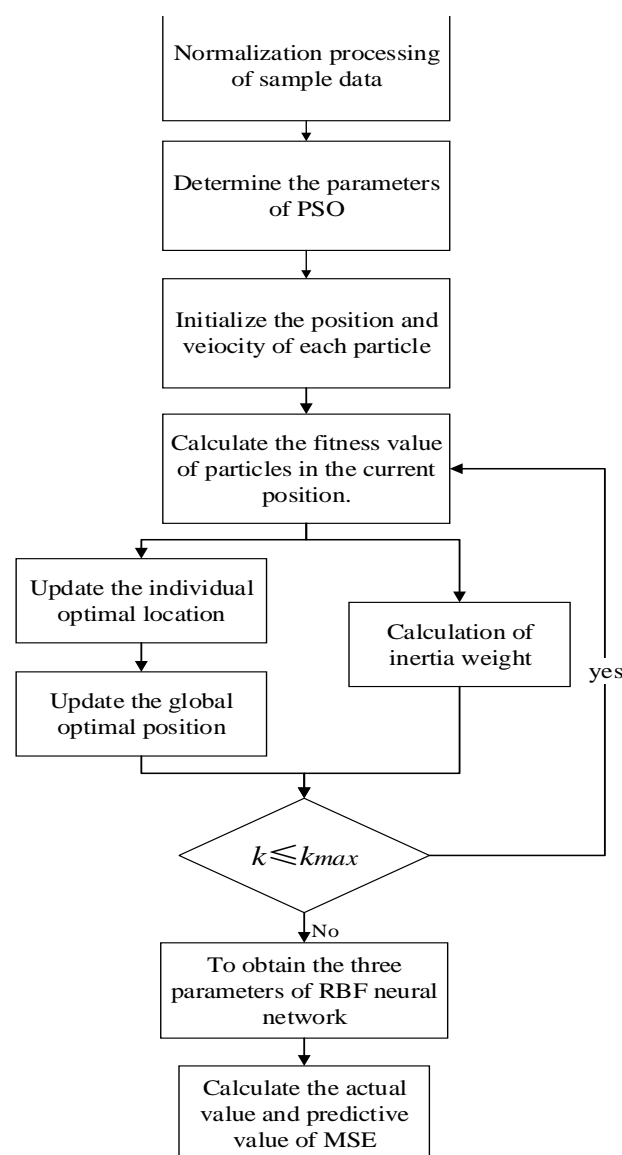 Normalization processing
of sample data
Determine the parameters
of PSO
Initialize the position and
veiocity of each particle
Calculate the fitness value
of particles in the current
position.
Update the individual
optimal location
Calculation of
inertia weight
yes
Update the global
optimal position
k≤kmax
No
To obtain the three
parameters of RBF neural
network
Calculate the actual
value and predictive
value of MSE